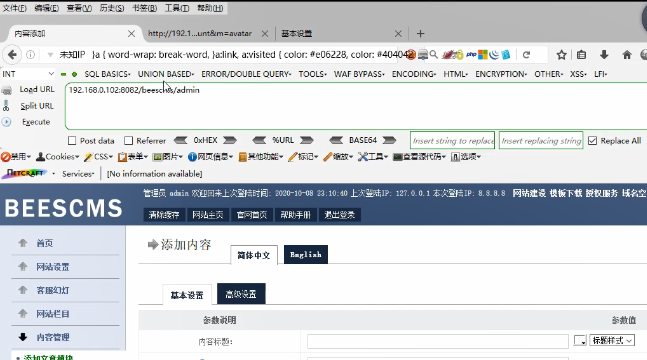 文件(F) 编辑(E) 查看(V) 历史(S) 书签(B) 工具(T) 帮助(H)
内容添加 http://192.1...unt&m=avatar 基本设置
未知IP }a { word-wrap: break-word, }a:link, a:visited { color: #e06228, color: #404042 搜索
INT SQL BASICS UNION BASED ERROR/DOUBLE QUERY TOOLS WAF BYPASS ENCODING HTML ENCRYPTION OTHER XSS LFI
Load URL 192.168.0.102:8082/beescms/admin
Split URL
Execute
Post data Referrer 0xHEX %URL BASE64 Insert string to replace Insert replacing string Replace All
禁用 Cookies CSS 表单 图片 网页信息 其他功能 标记 缩放 工具 查看源代码 选项
NETCRAFT Services [No information available]
管理员 admin 欢迎回来上次登陆时间: 2020-10-08 23:10:40 上次登陆IP: 127.0.0.1 本次登陆IP: 8.8.8.8 网站建设 模板下载 授权服务 域名空
BEESCMS
清除缓存 网站主页 官网首页 帮助手册 退出登录
首页
网站设置
客服幻灯
网站栏目
内容管理
添加文章模块
添加内容 简体中文 English
基本设置 高级设置
参数说明 参数值
内容标题: 标题样式